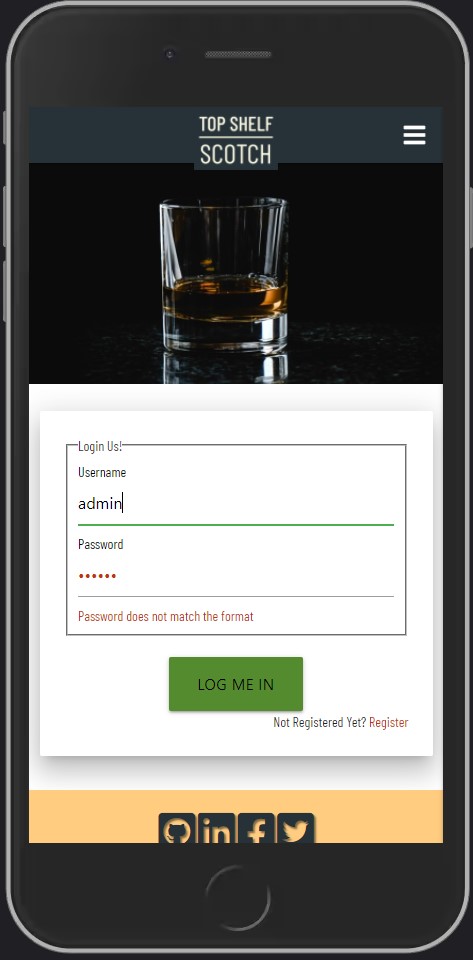 TOP SHELF
SCOTCH
Login Us!
Username
admin
Password
••••••
Password does not match the format
LOG ME IN
Not Registered Yet? Register